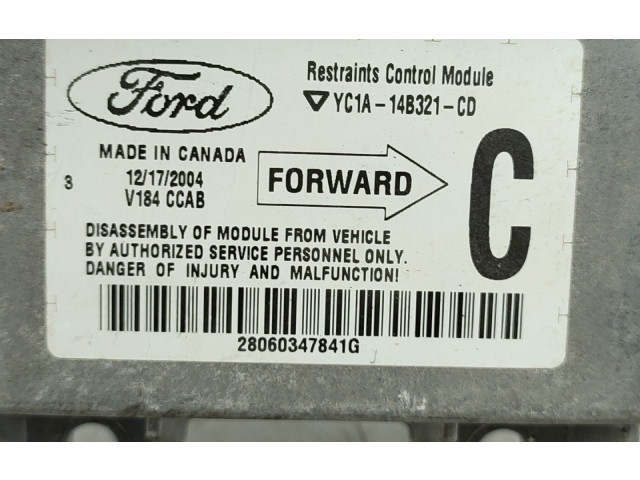 Ford
Restraints Control Module
YC1A-14B321-CD
MADE IN CANADA
3
12/17/2004
V184 CCAB
FORWARD
C
DISASSEMBLY OF MODULE FROM VEHICLE
BY AUTHORIZED SERVICE PERSONNEL ONLY.
DANGER OF INJURY AND MALFUNCTION!
28060347841G